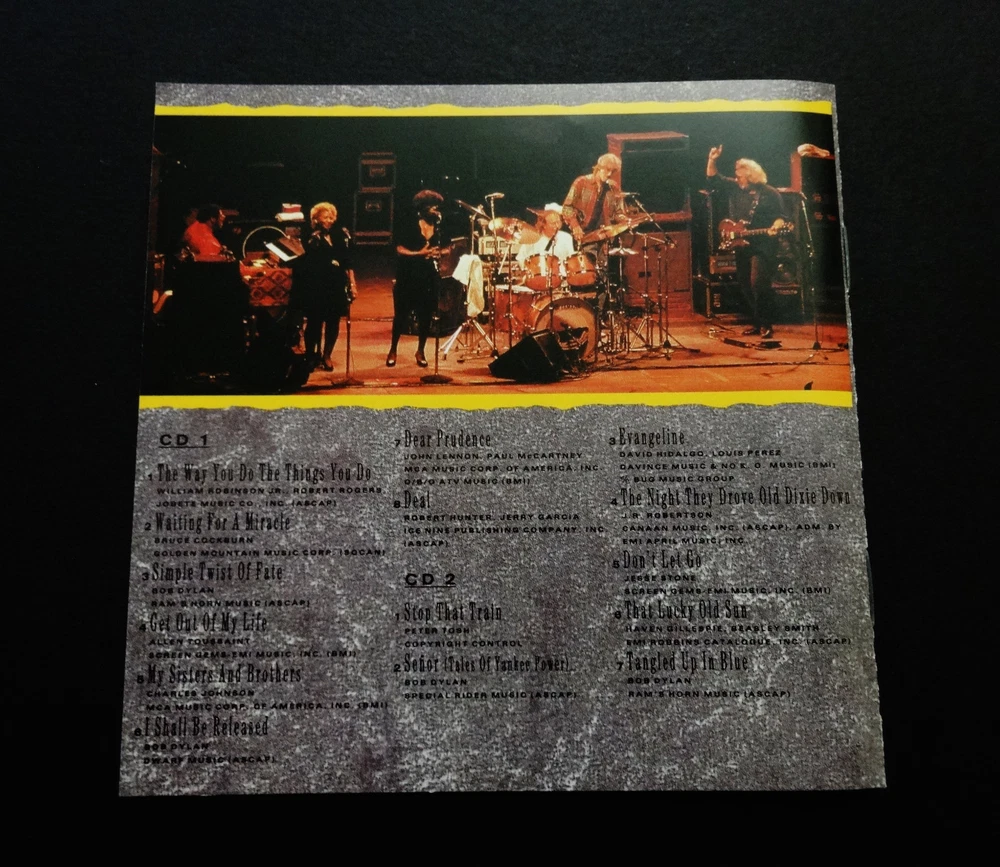 CD 1
1 The Way You Do The Things You Do
WILLIAM ROBINSON JR., ROBERT ROGERS
JOBETE MUSIC CO., INC. (ASCAP)
2 Waiting For A Miracle
BRUCE COCKBURN
GOLDEN MOUNTAIN MUSIC CORP. (SOCAN)
3 Simple Twist Of Fate
BOB DYLAN
RAM'S HORN MUSIC (ASCAP)
4 Get Out Of My Life
ALLEN TOUSSAINT
SCREEN GEMS-EMI MUSIC, INC. (BMI)
5 My Sisters And Brothers
CHARLES JOHNSON
MCA MUSIC CORP. OF AMERICA, INC. (BMI)
6 I Shall Be Released
BOB DYLAN
DWARF MUSIC (ASCAP)
7 Dear Prudence
JOHN LENNON, PAUL McCARTNEY
MCA MUSIC CORP. OF AMERICA, INC.
O/B/O ATV MUSIC (BMI)
8 Deal
ROBERT HUNTER, JERRY GARCIA
ICE NINE PUBLISHING COMPANY, INC.
(ASCAP)
CD 2
1 Stop That Train
PETER TOSH
COPYRIGHT CONTROL
2 Señor (Tales Of Yankee Power)
BOB DYLAN
SPECIAL RIDER MUSIC (ASCAP)
3 Evangeline
DAVID HIDALGO, LOUIS PEREZ
DAVINCE MUSIC & NO K. O. MUSIC (BMI)
℅ BUG MUSIC GROUP
4 The Night They Drove Old Dixie Down
J.R. ROBERTSON
CANAAN MUSIC, INC. (ASCAP), ADM. BY
EMI APRIL MUSIC, INC.
5 Don't Let Go
JESSE STONE
SCREEN GEMS-EMI MUSIC, INC. (BMI)
6 That Lucky Old Sun
HAVEN GILLESPIE, BEASLEY SMITH
EMI ROBBINS CATALOGUE, INC. (ASCAP)
7 Tangled Up In Blue
BOB DYLAN
RAM'S HORN MUSIC (ASCAP)